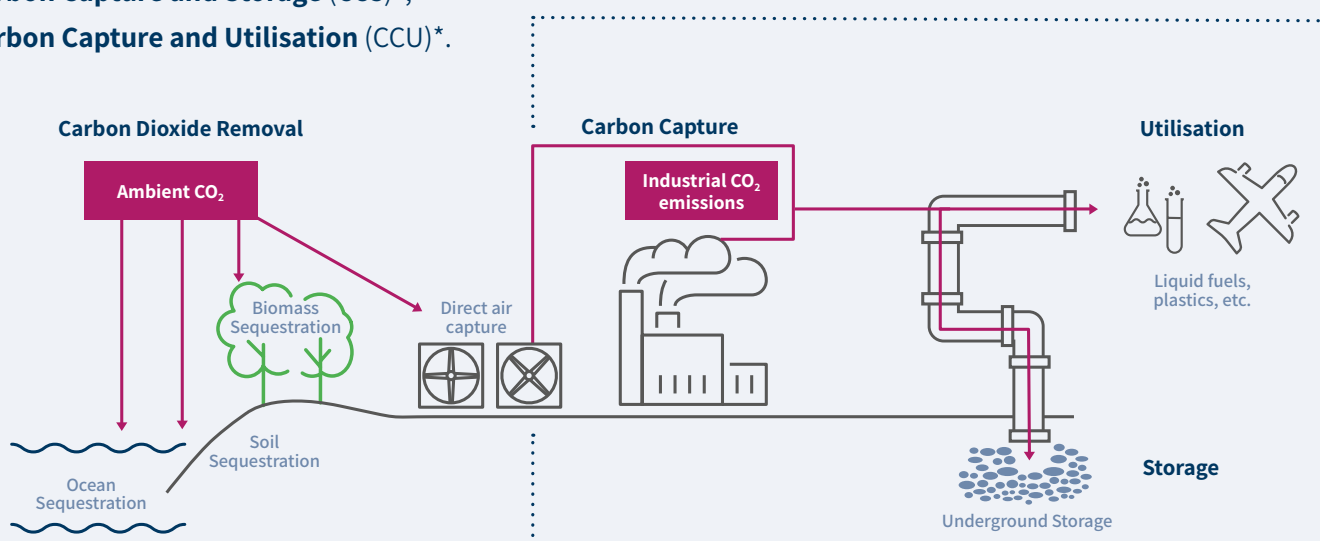 Carbon Capture and Utilisation (CCU)*.
Carbon Dioxide Removal
Ambient CO₂
Biomass
Sequestration
Direct air
capture
Soil
Sequestration
Ocean
Sequestration
Carbon Capture
Industrial CO₂
emissions
Utilisation
Liquid fuels,
plastics, etc.
Storage
Underground Storage